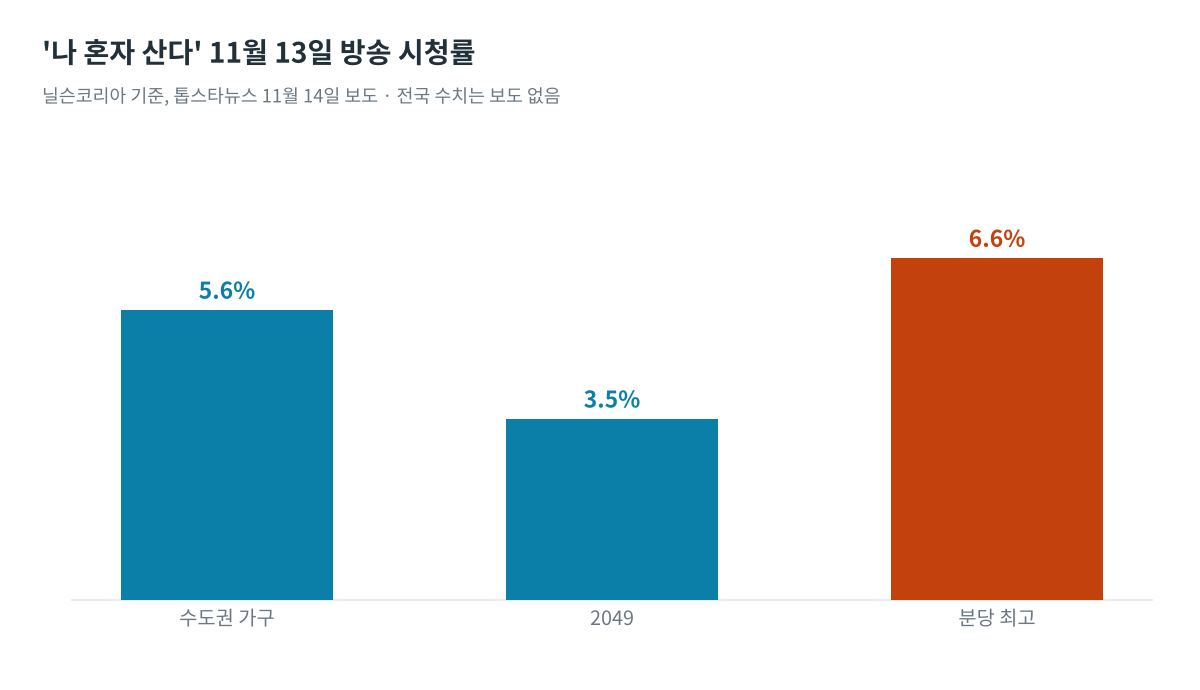 '나 혼자 산다' 11월 13일 방송 시청률
닐슨코리아 기준, 톱스타뉴스 11월 14일 보도 · 전국 수치는 보도 없음
5.6%
3.5%
6.6%
수도권 가구
2049
분당 최고